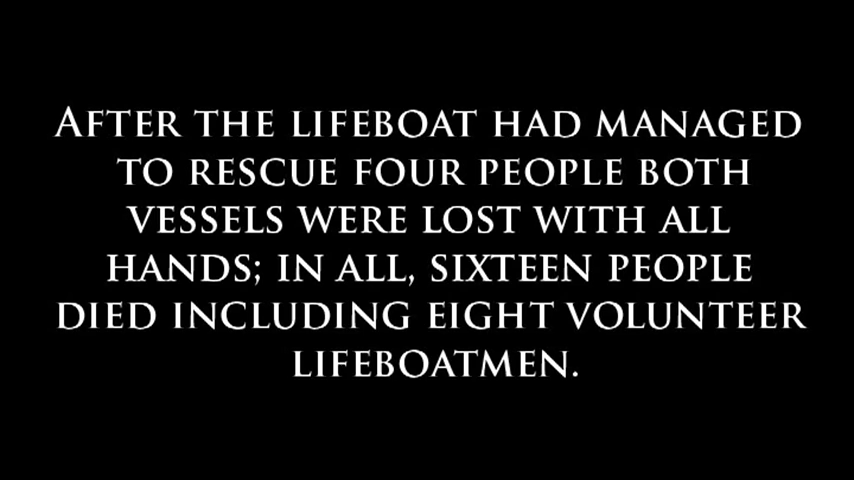 After the lifeboat had managed
to rescue four people both
vessels were lost with all
hands; in all, sixteen people
died including eight volunteer
lifeboatmen.